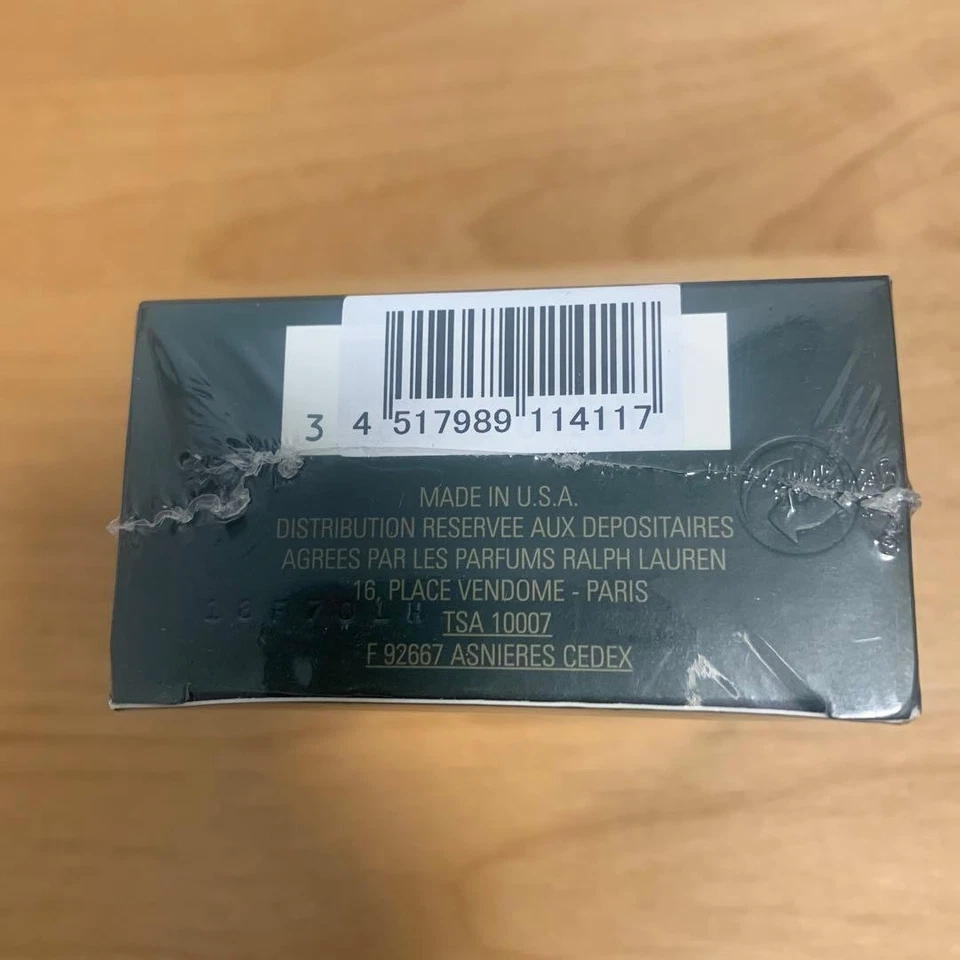 3
4 517989 114117
MADE IN U.S.A.
DISTRIBUTION RESERVEE AUX DEPOSITAIRES
AGREES PAR LES PARFUMS RALPH LAUREN
16, PLACE VENDOME - PARIS
TSA 10007
F 92667 ASNIERES CEDEX